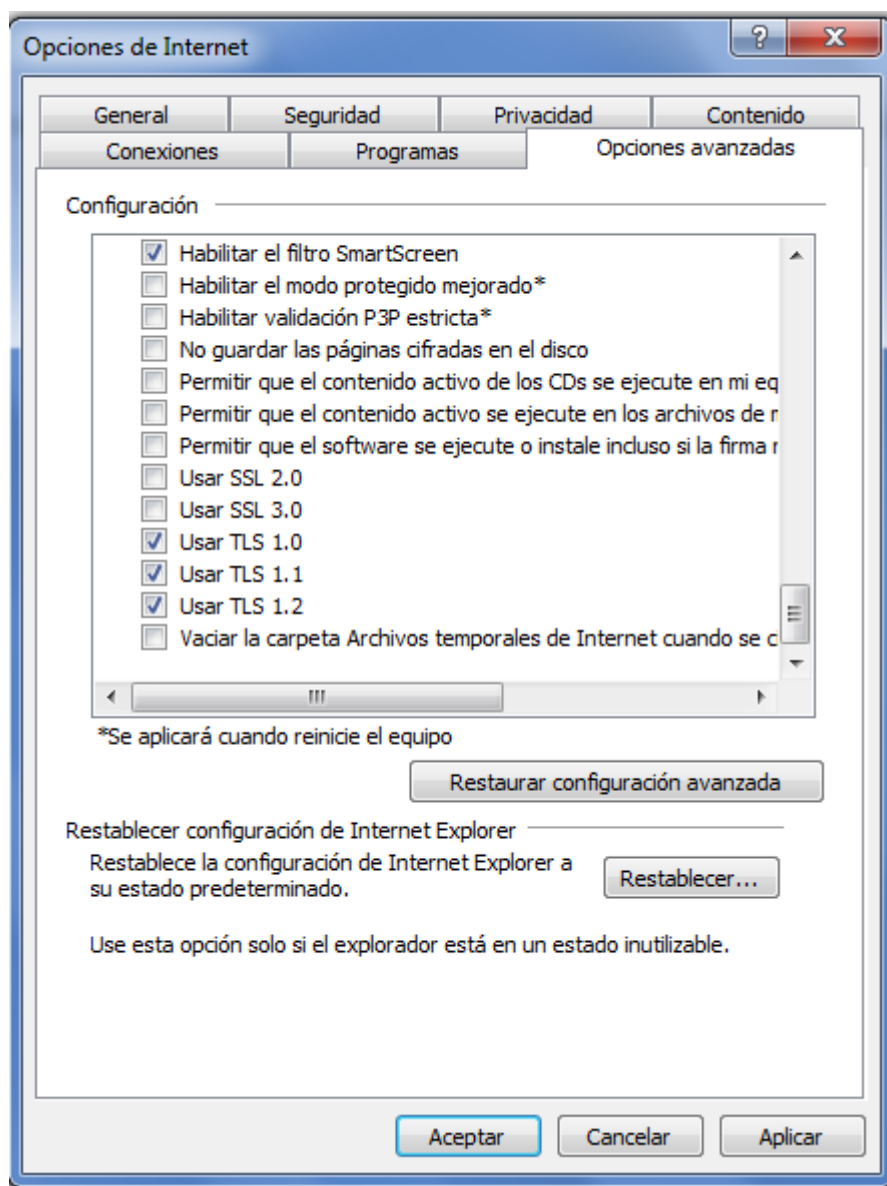 Opciones de Internet
General Seguridad Privacidad Contenido
Conexiones Programas Opciones avanzadas
Configuración
Habilitar el filtro SmartScreen
Habilitar el modo protegido mejorado*
Habilitar validación P3P estricta*
No guardar las páginas cifradas en el disco
Permitir que el contenido activo de los CDs se ejecute en mi eq
Permitir que el contenido activo se ejecute en los archivos de
Permitir que el software se ejecute o instale incluso si la firma
Usar SSL 2.0
Usar SSL 3.0
Usar TLS 1.0
Usar TLS 1.1
Usar TLS 1.2
Vaciar la carpeta Archivos temporales de Internet cuando se
*Se aplicará cuando reinicie el equipo
Restaurar configuración avanzada
Restablecer configuración de Internet Explorer
Restablece la configuración de Internet Explorer a
su estado predeterminado.
Restablecer...
Use esta opción solo si el explorador está en un estado inutilizable.
Aceptar Cancelar Aplicar